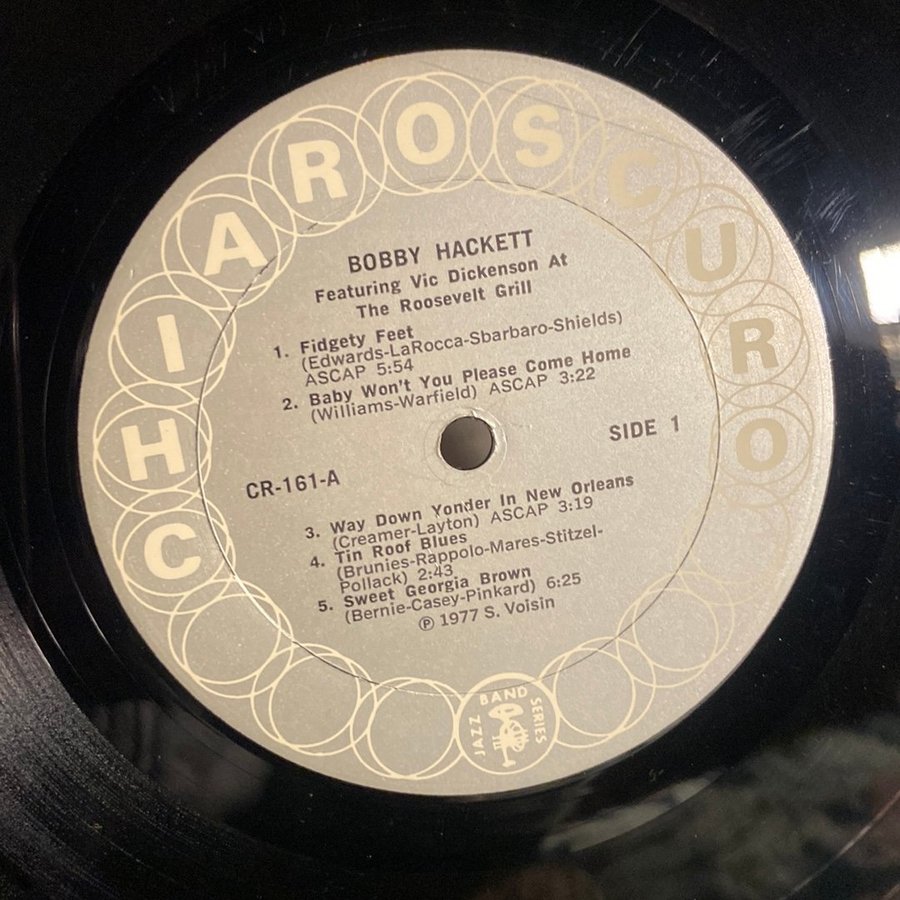 CHIAROSCURO
BOBBY HACKETT
Featuring Vic Dickenson At
The Roosevelt Grill
1. Fidgety Feet
(Edwards-LaRocca-Sbarbaro-Shields)
ASCAP 5:54
2. Baby Won't You Please Come Home
(Williams-Warfield) ASCAP 3:22
SIDE 1
CR-161-A
3. Way Down Yonder In New Orleans
(Creamer-Layton) ASCAP 3:19
4. Tin Roof Blues
(Brunies-Rappolo-Mares-Stitzel-
Pollack) 2:43
5. Sweet Georgia Brown
(Bernie-Casey-Pinkard) 6:25
℗ 1977 S. Voisin
JAZZ BAND SERIES